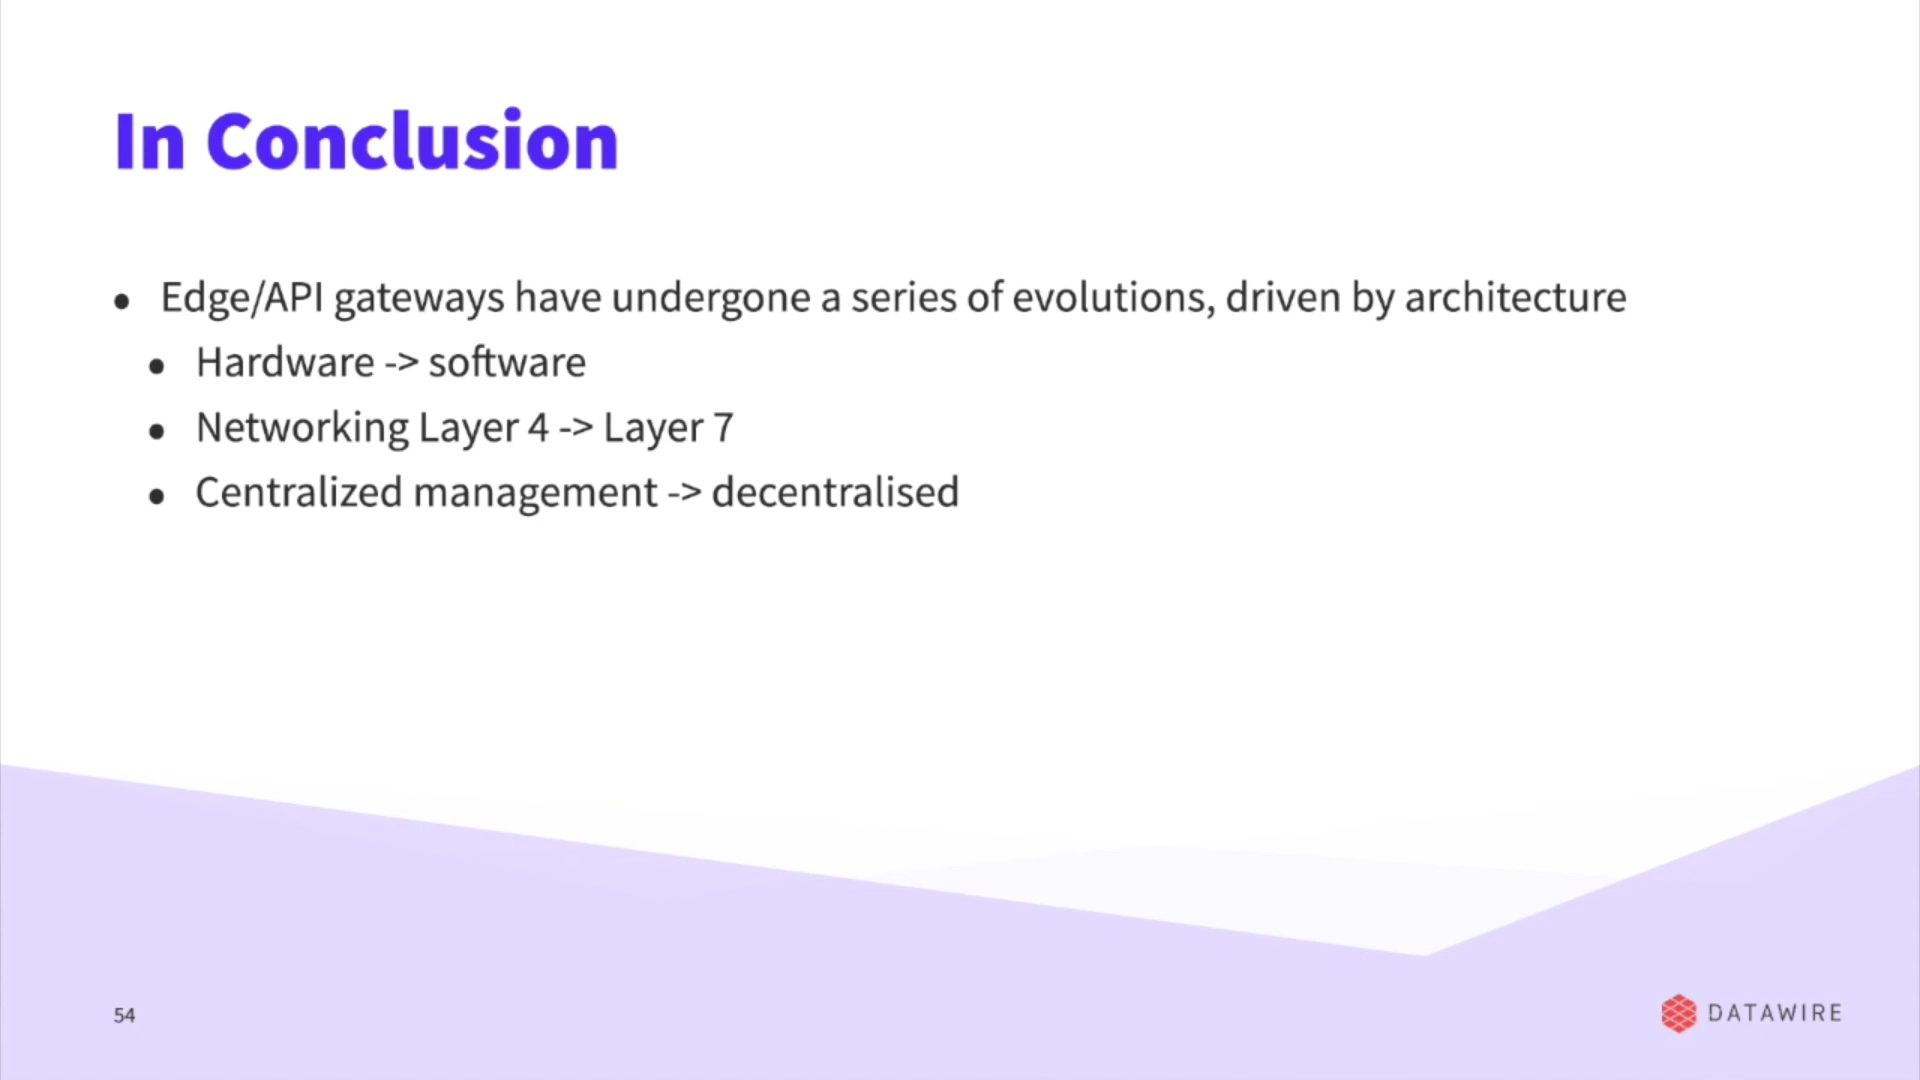 In Conclusion
• Edge/API gateways have undergone a series of evolutions, driven by architecture
• Hardware -> software
• Networking Layer 4 -> Layer 7
• Centralized management -> decentralised
54
DATAWIRE